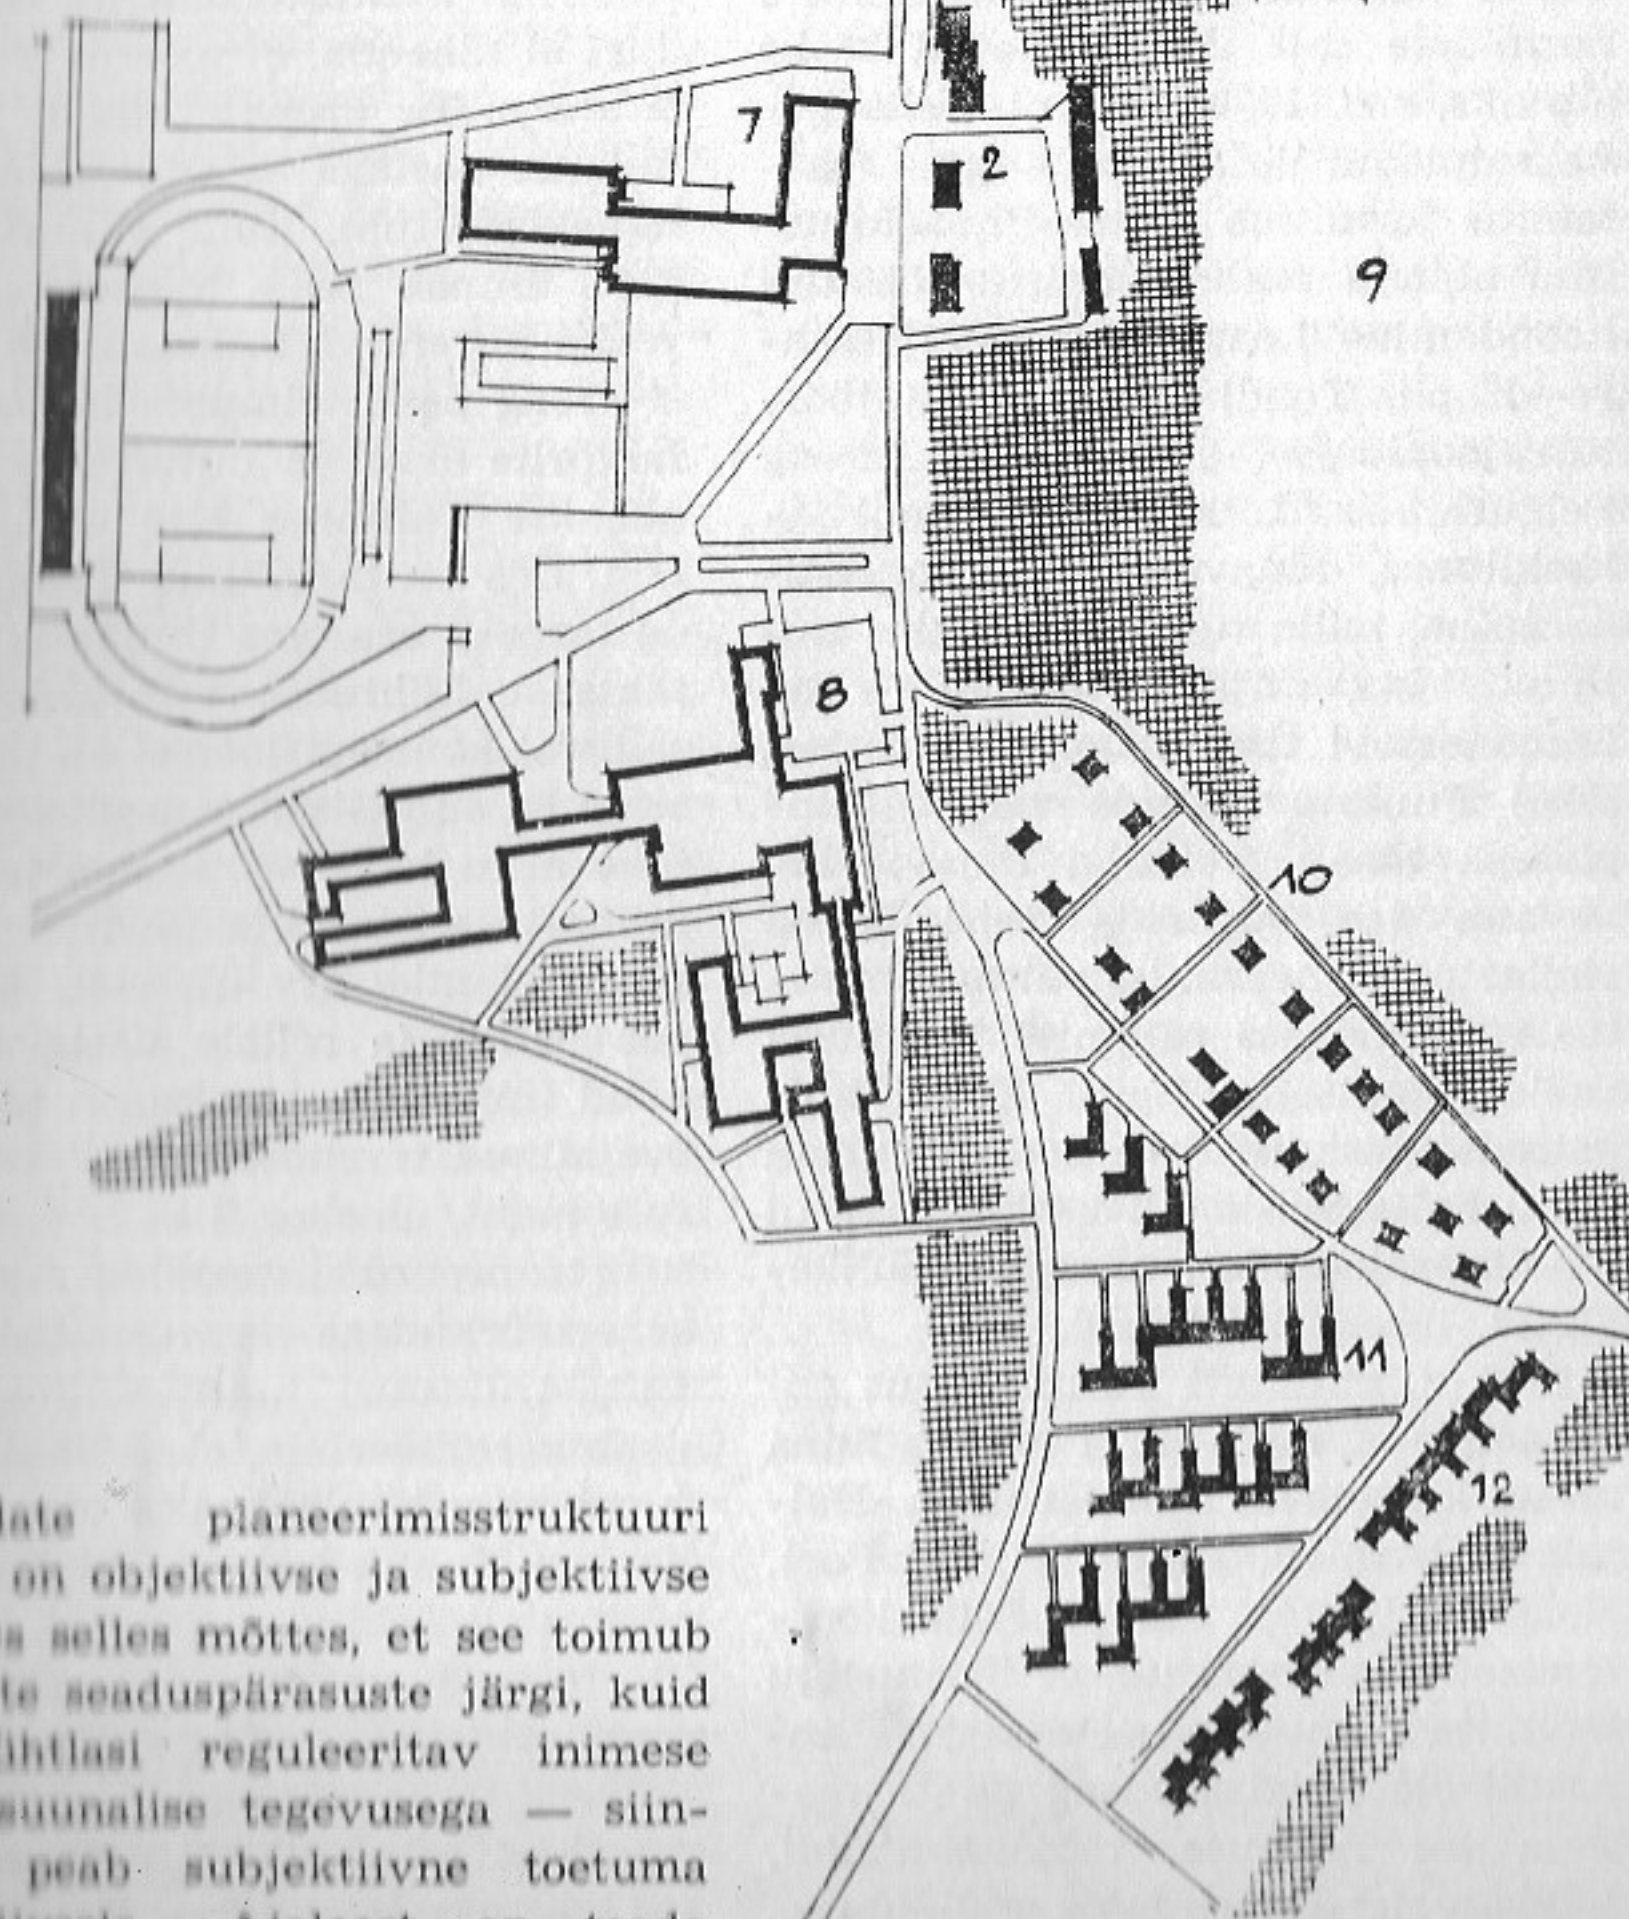 7
2
9
8
10
11
12
planeerimisstruktuuri
on objektiivse ja subjektiivse
selles mõttes, et see toimub
seaduspärasuste järgi, kuid
reguleeritav inimese
tegevusega — siin-
peab subjektiivne toetuma